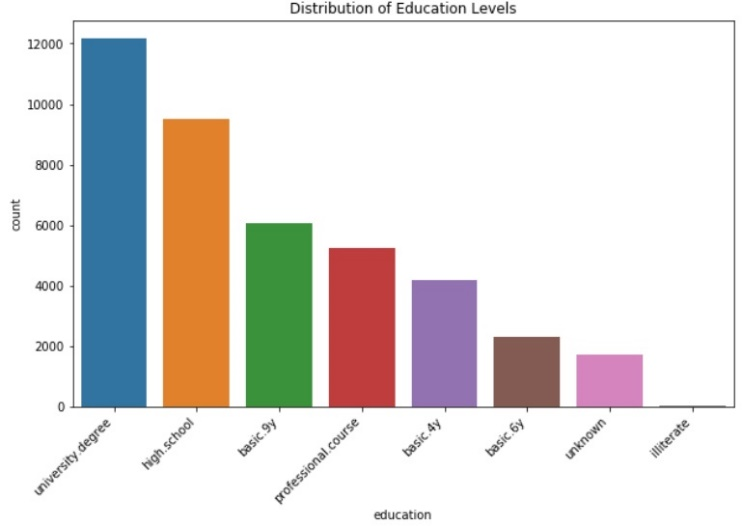 Distribution of Education Levels
count
12000
10000
8000
6000
4000
2000
0
university.degree
high.school
basic.9y
professional.course
basic.4y
basic.6y
unknown
illiterate
education